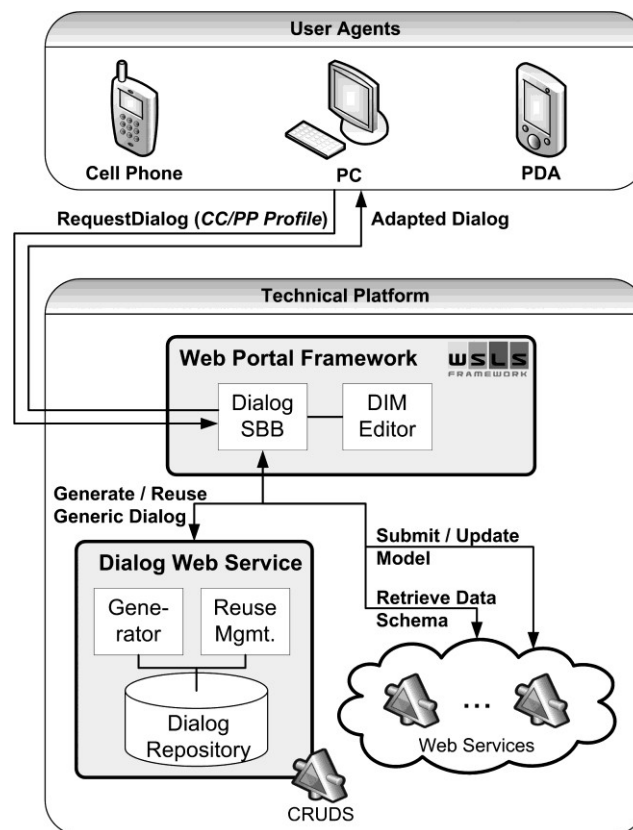 User Agents
Cell Phone
PC
PDA
RequestDialog (CC/PP Profile)
Adapted Dialog
Technical Platform
Web Portal Framework
WSLS
FRAMEWORK
Dialog
SBB
DIM
Editor
Generate / Reuse
Generic Dialog
Submit / Update
Model
Dialog Web Service
Retrieve Data
Schema
Gene-
rator
Reuse
Mgmt.
...
Dialog
Repository
Web Services
CRUDS